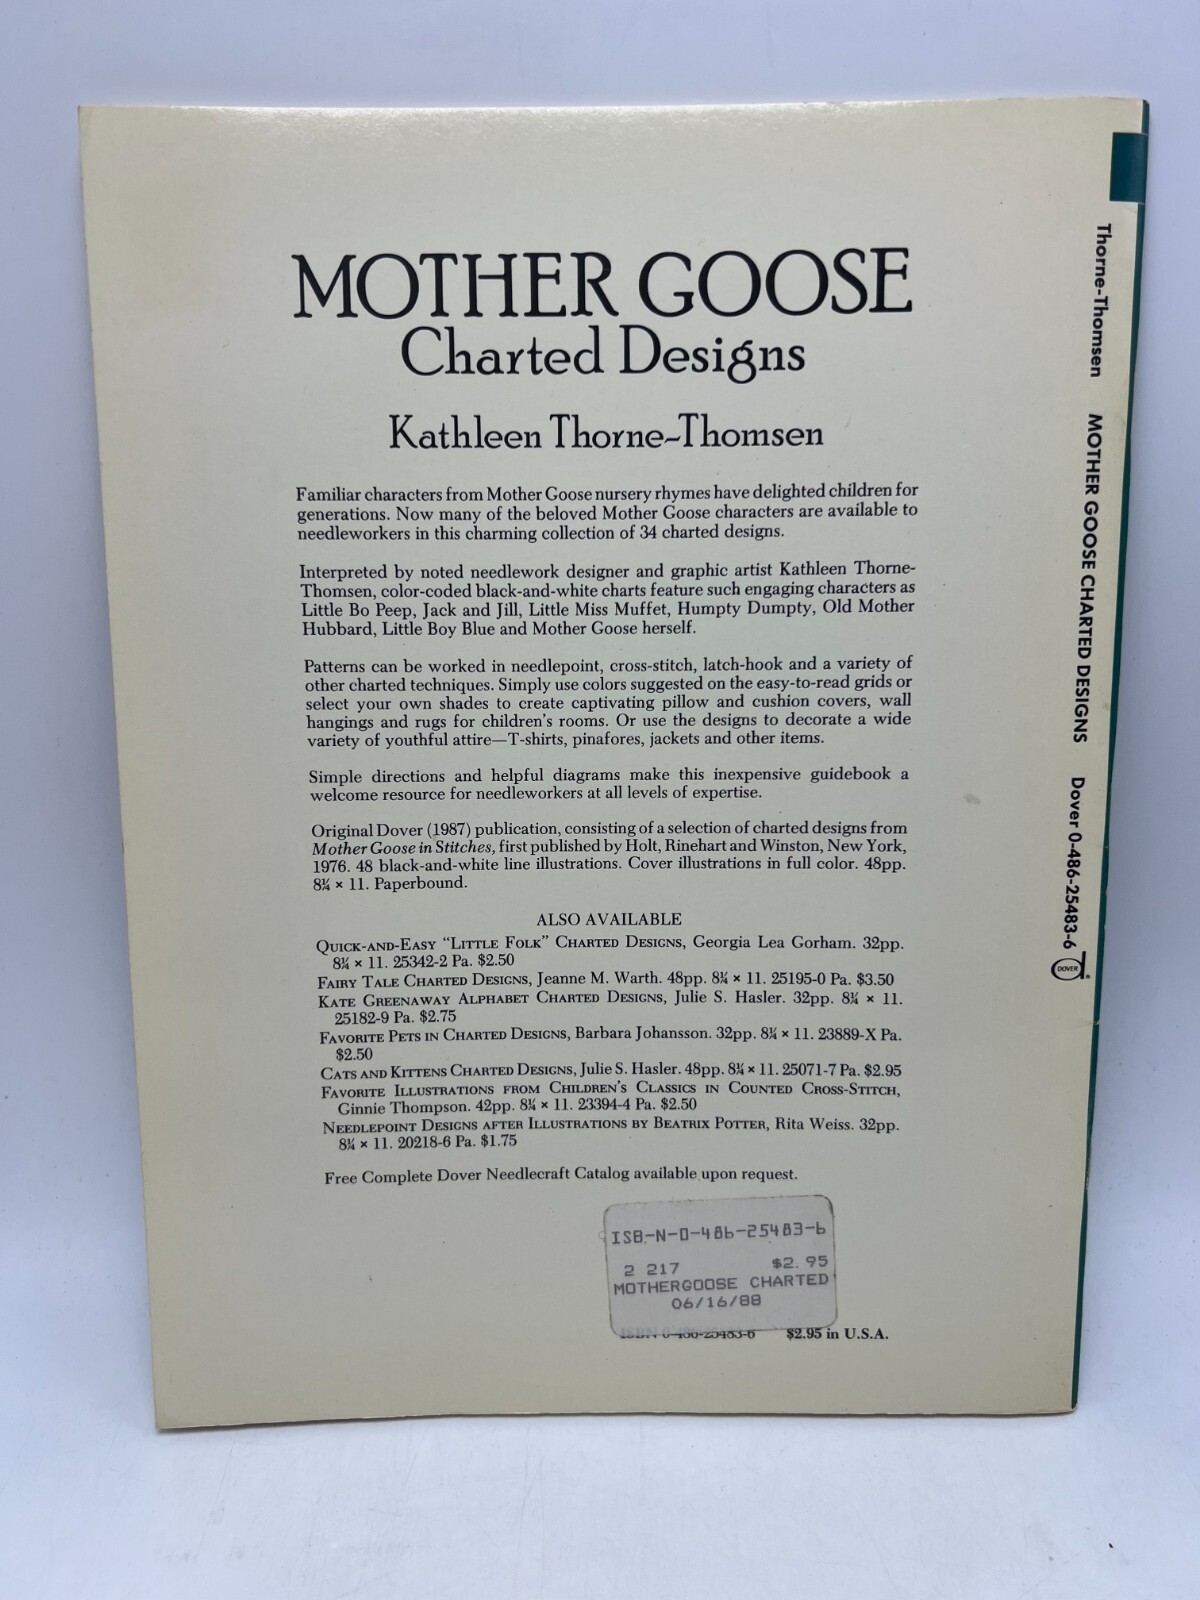 MOTHER GOOSE
Charted Designs
Kathleen Thorne-Thomsen
Familiar characters from Mother Goose nursery rhymes have delighted children for
generations. Now many of the beloved Mother Goose characters are available to
needleworkers in this charming collection of 34 charted designs.
Interpreted by noted needlework designer and graphic artist Kathleen Thorne-
Thomsen, color-coded black-and-white charts feature such engaging characters as
Little Bo Peep, Jack and Jill, Little Miss Muffet, Humpty Dumpty, Old Mother
Hubbard, Little Boy Blue and Mother Goose herself.
Patterns can be worked in needlepoint, cross-stitch, latch-hook and a variety of
other charted techniques. Simply use colors suggested on the easy-to-read grids or
select your own shades to create captivating pillow and cushion covers, wall
hangings and rugs for children's rooms. Or use the designs to decorate a wide
variety of youthful attire—T-shirts, pinafores, jackets and other items.
Simple directions and helpful diagrams make this inexpensive guidebook a
welcome resource for needleworkers at all levels of expertise.
Original Dover (1987) publication, consisting of a selection of charted designs from
Mother Goose in Stitches, first published by Holt, Rinehart and Winston, New York,
1976. 48 black-and-white line illustrations. Cover illustrations in full color. 48pp.
8¼ × 11. Paperbound.
ALSO AVAILABLE
QUICK-AND-EASY "LITTLE FOLK" CHARTED DESIGNS, Georgia Lea Gorham. 32pp.
8¼ × 11. 25342-2 Pa. $2.50
FAIRY TALE CHARTED DESIGNS, Jeanne M. Warth. 48pp. 8¼ × 11. 25195-0 Pa. $3.50
KATE GREENAWAY ALPHABET CHARTED DESIGNS, Julie S. Hasler. 32pp. 8¼ × 11.
25182-9 Pa. $2.75
FAVORITE PETS IN CHARTED DESIGNS, Barbara Johansson. 32pp. 8¼ × 11. 23889-X Pa.
$2.50
CATS AND KITTENS CHARTED DESIGNS, Julie S. Hasler. 48pp. 8¼ × 11. 25071-7 Pa. $2.95
FAVORITE ILLUSTRATIONS FROM CHILDREN'S CLASSICS IN COUNTED CROSS-STITCH,
Ginnie Thompson. 42pp. 8¼ × 11. 23394-4 Pa. $2.50
NEEDLEPOINT DESIGNS AFTER ILLUSTRATIONS BY BEATRIX POTTER, Rita Weiss. 32pp.
8¼ × 11. 20218-6 Pa. $1.75
Free Complete Dover Needlecraft Catalog available upon request.
ISB-N-0-486-25483-6
2 217 $2.95
MOTHERGOOSE CHARTED
06/16/88
ISBN 0-486-25483-6 $2.95 in U.S.A.
Thorne-Thomsen MOTHER GOOSE CHARTED DESIGNS Dover 0-486-25483-6
DOVER